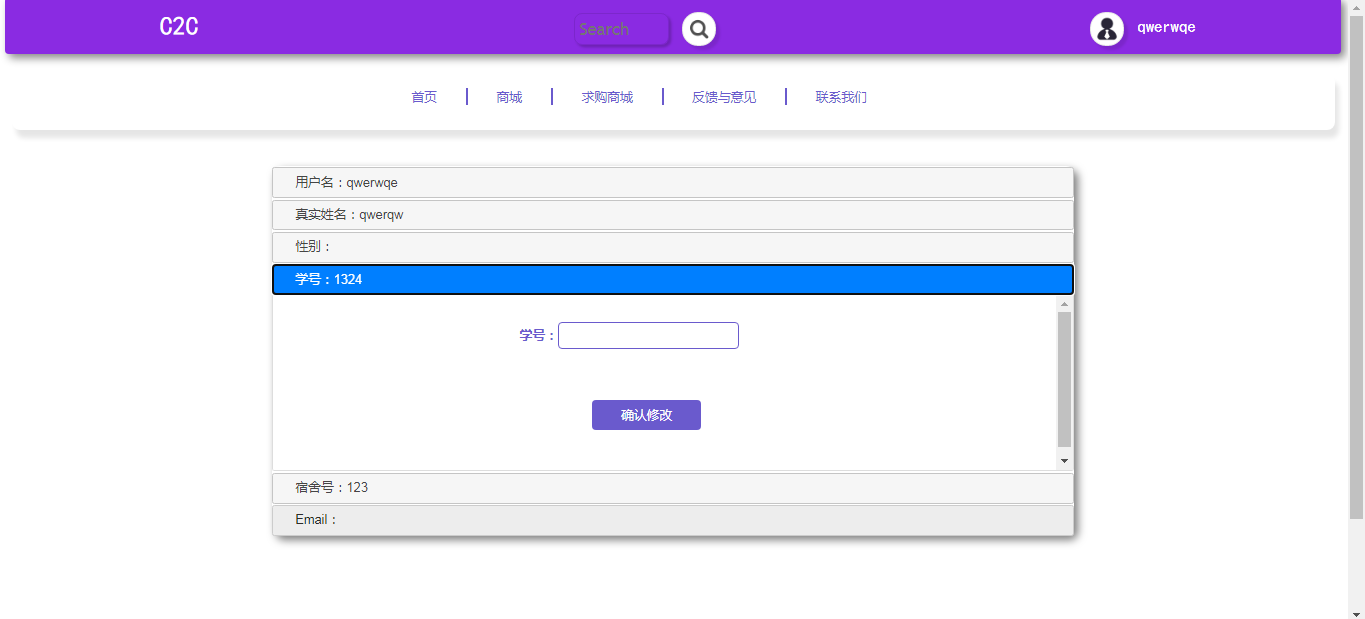 C2C Search qwerwqe
首页 商城 求购商城 反馈与意见 联系我们
用户名：qwerwqe
真实姓名：qwerqw
性别：
学号：1324
学号：
确认修改
宿舍号：123
Email：